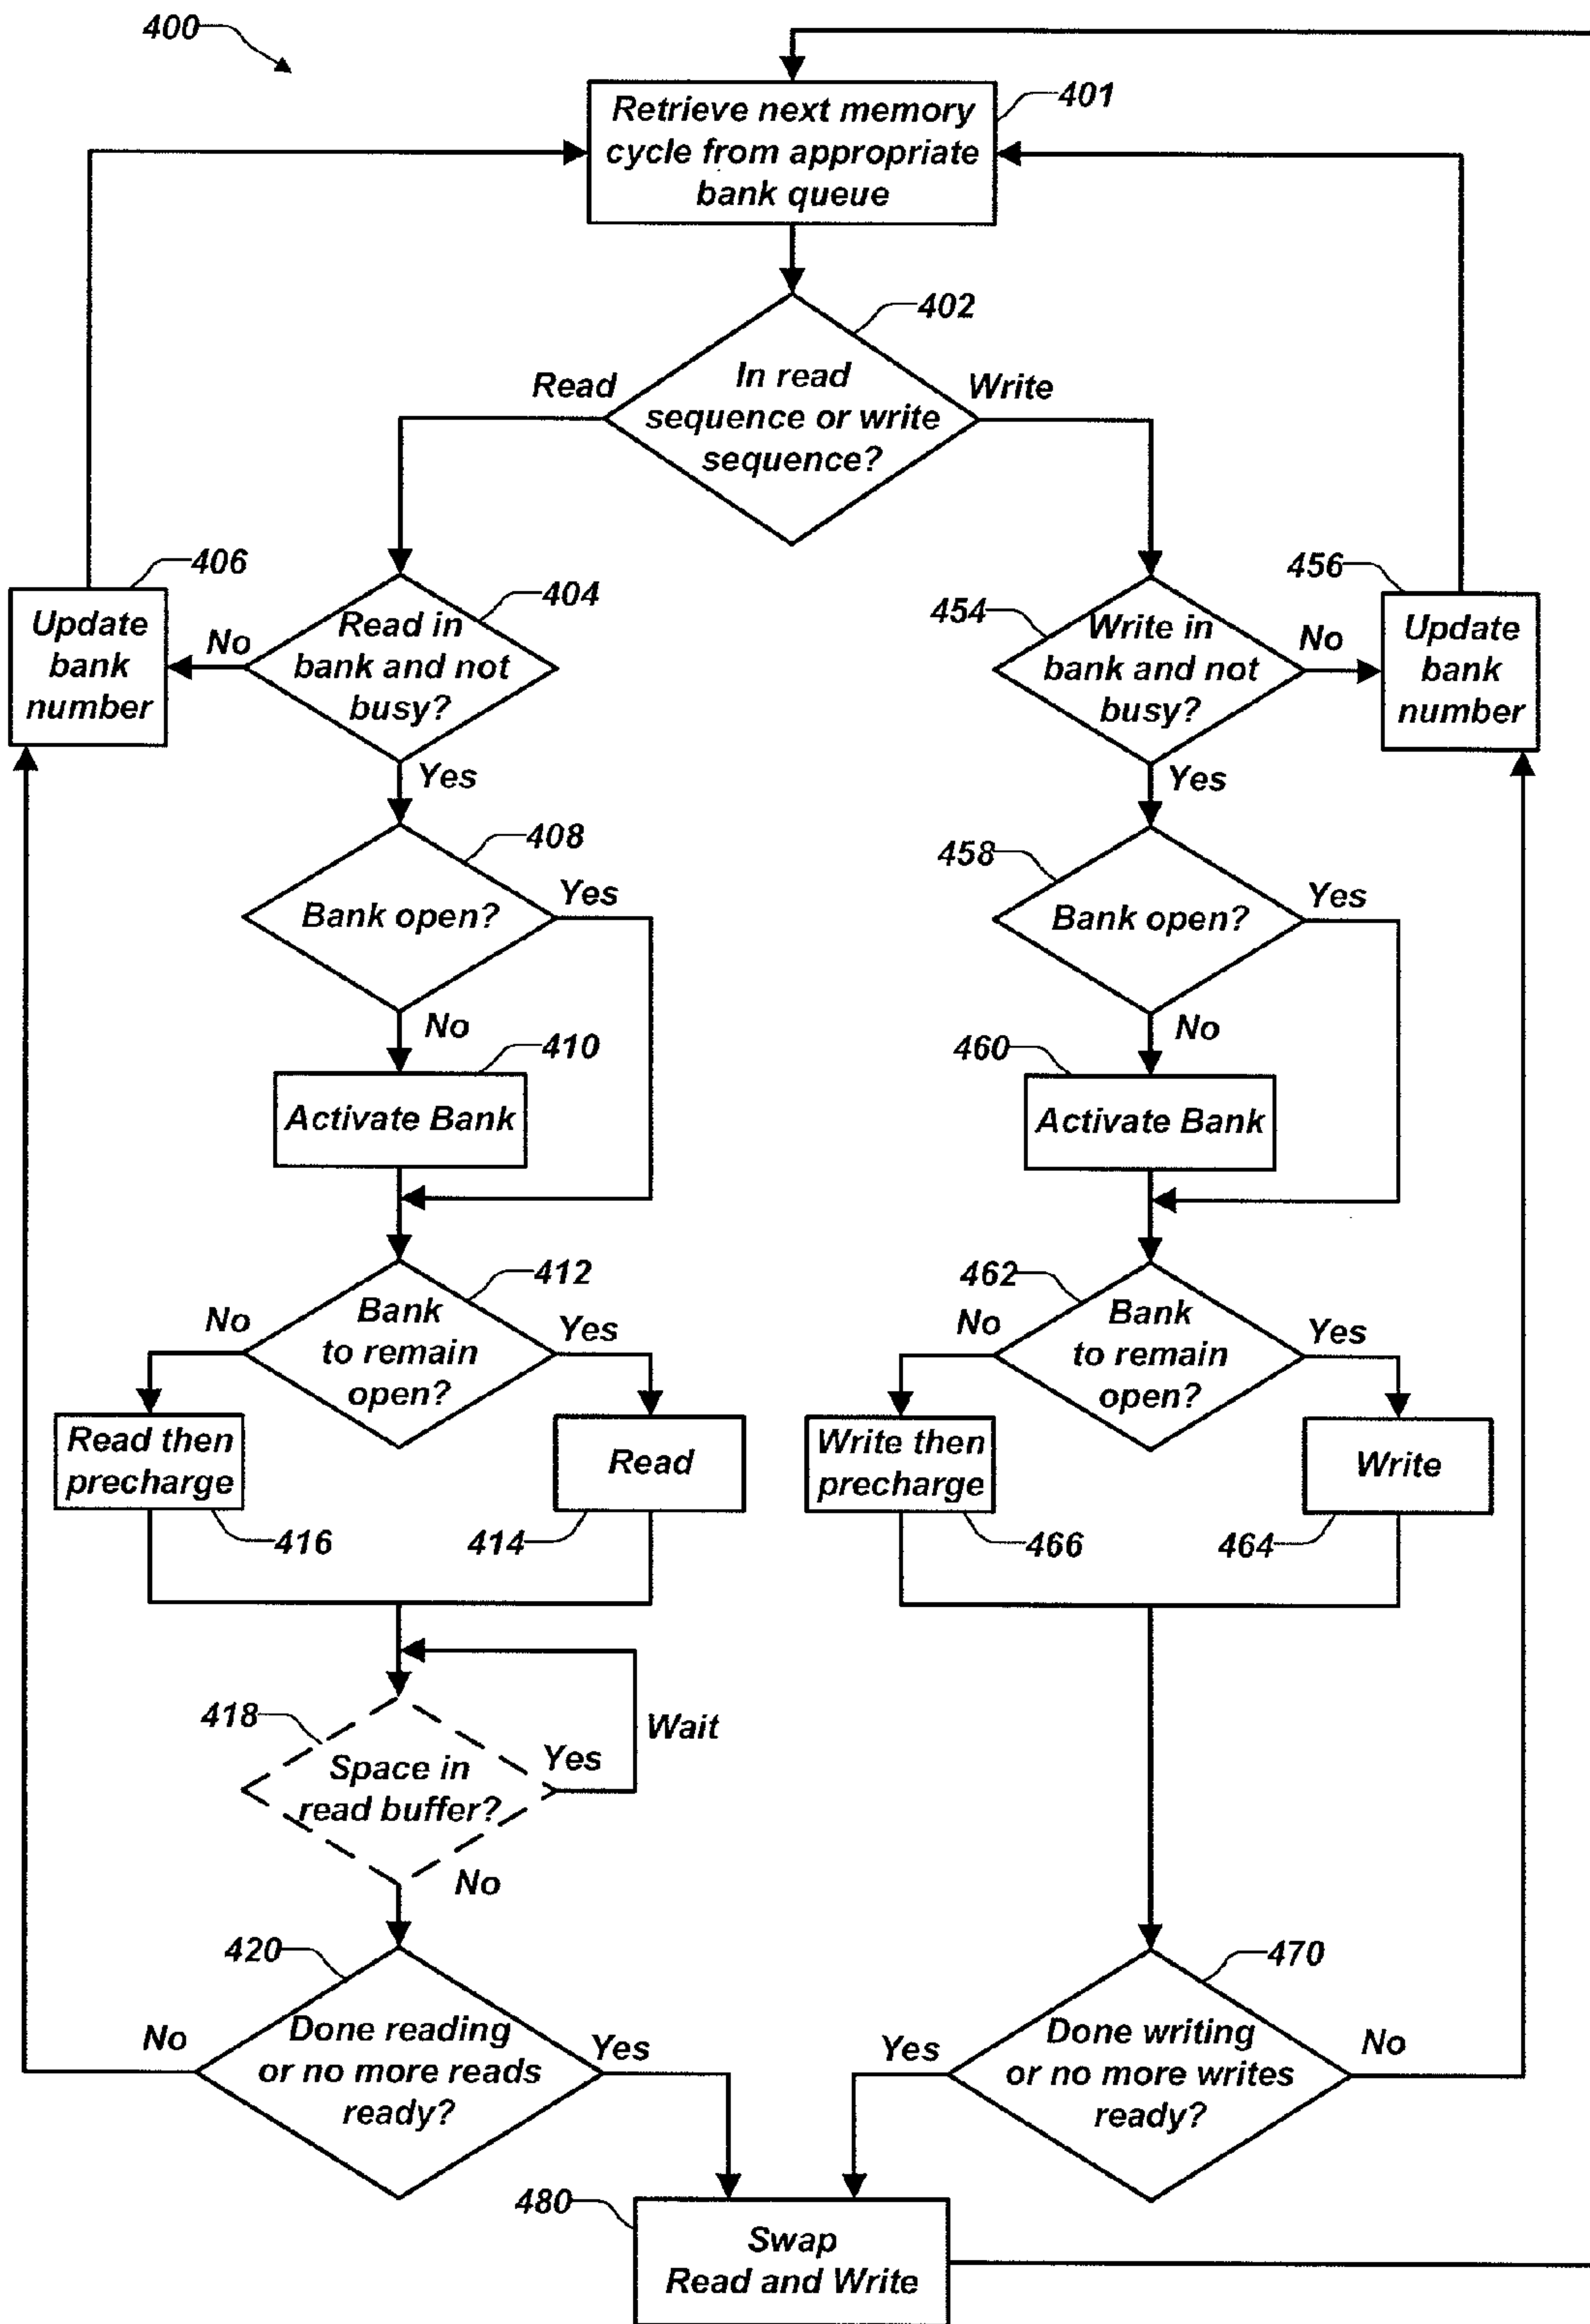 400
Retrieve next memory
cycle from appropriate
bank queue
401
402
In read
sequence or write
sequence?
Read
Write
406
Update
bank
number
No
404
Read in
bank and not
busy?
Yes
454
Write in
bank and not
busy?
No
Yes
456
Update
bank
number
408
Bank open?
Yes
No
458
Bank open?
Yes
No
410
Activate Bank
460
Activate Bank
412
Bank
to remain
open?
No
Yes
462
Bank
to remain
open?
No
Yes
Read then
precharge
416
Read
414
Write then
precharge
466
Write
464
418
Space in
read buffer?
Yes
Wait
No
420
Done reading
or no more reads
ready?
No
Yes
470
Done writing
or no more writes
ready?
Yes
No
480
Swap
Read and Write